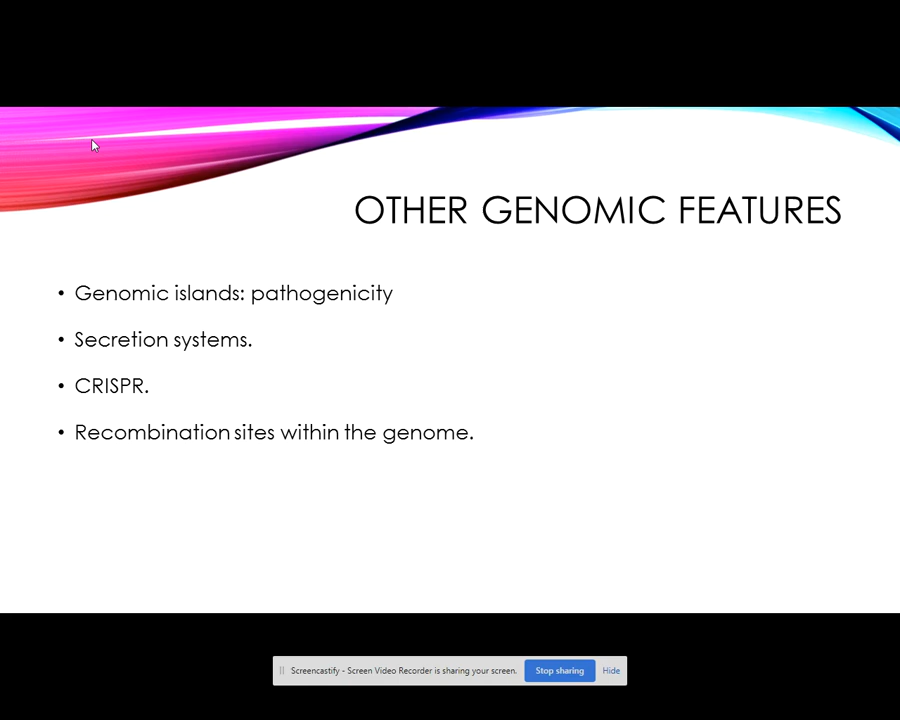 OTHER GENOMIC FEATURES
• Genomic islands: pathogenicity
• Secretion systems.
• CRISPR.
• Recombination sites within the genome.
Screencastify - Screen Video Recorder is sharing your screen. Stop sharing Hide